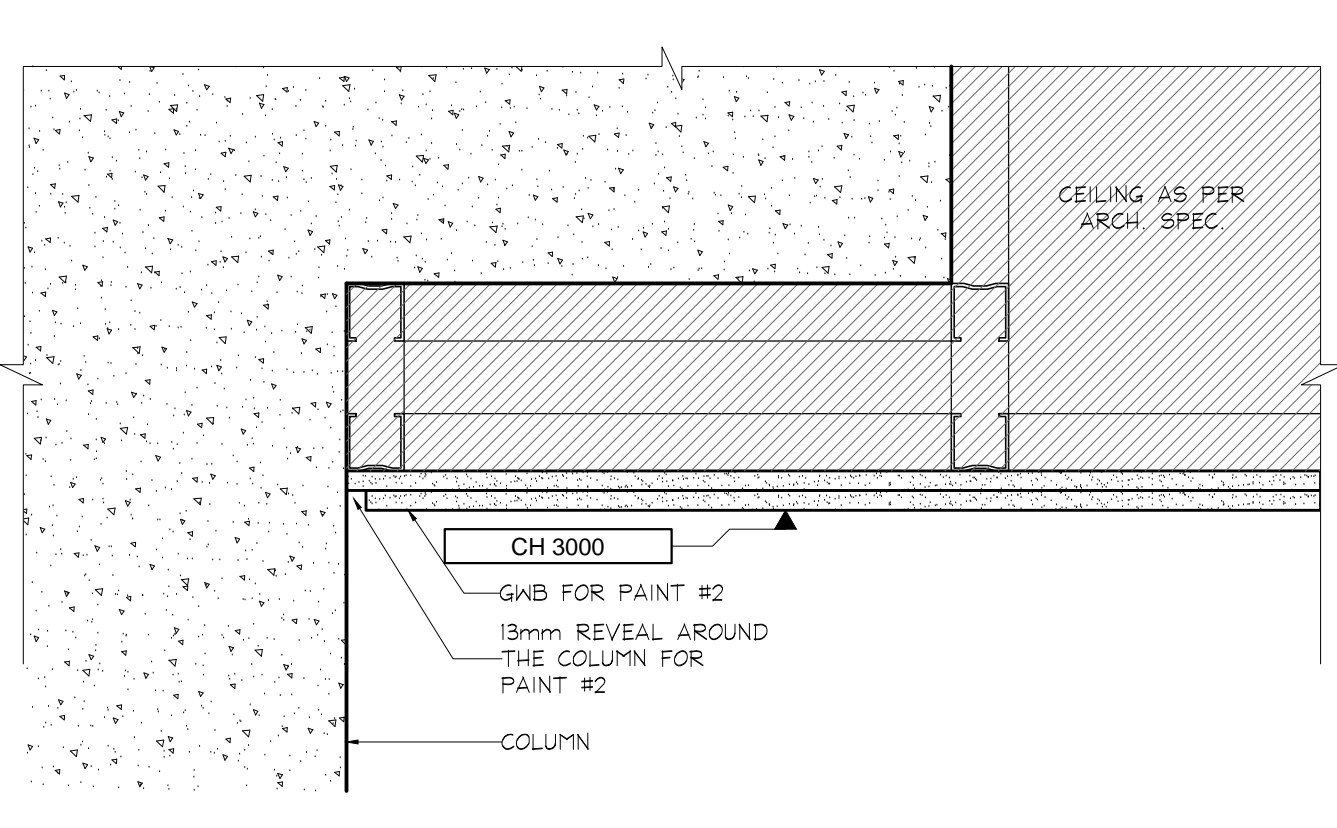 CEILING AS PER
ARCH. SPEC.
CH 3000
GWB FOR PAINT #2
13mm REVEAL AROUND
THE COLUMN FOR
PAINT #2
COLUMN